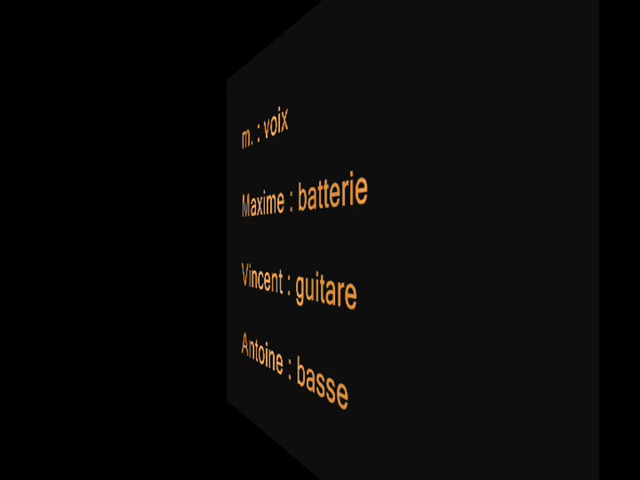 m. : voix
Maxime : batterie
Vincent : guitare
Antoine : basse